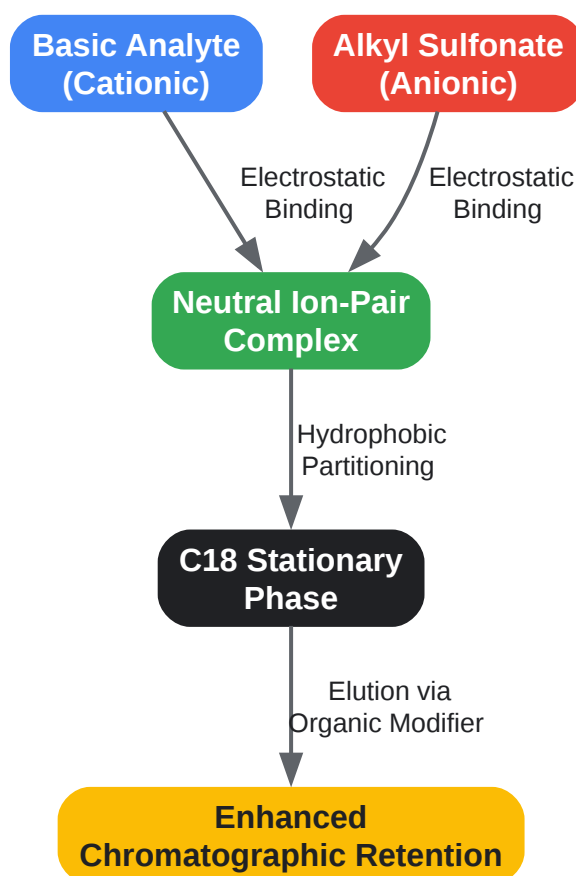 Basic Analyte
(Cationic)
Alkyl Sulfonate
(Anionic)
Electrostatic
Binding
Electrostatic
Binding
Neutral Ion-Pair
Complex
Hydrophobic
Partitioning
C18 Stationary
Phase
Elution via
Organic Modifier
Enhanced
Chromatographic Retention